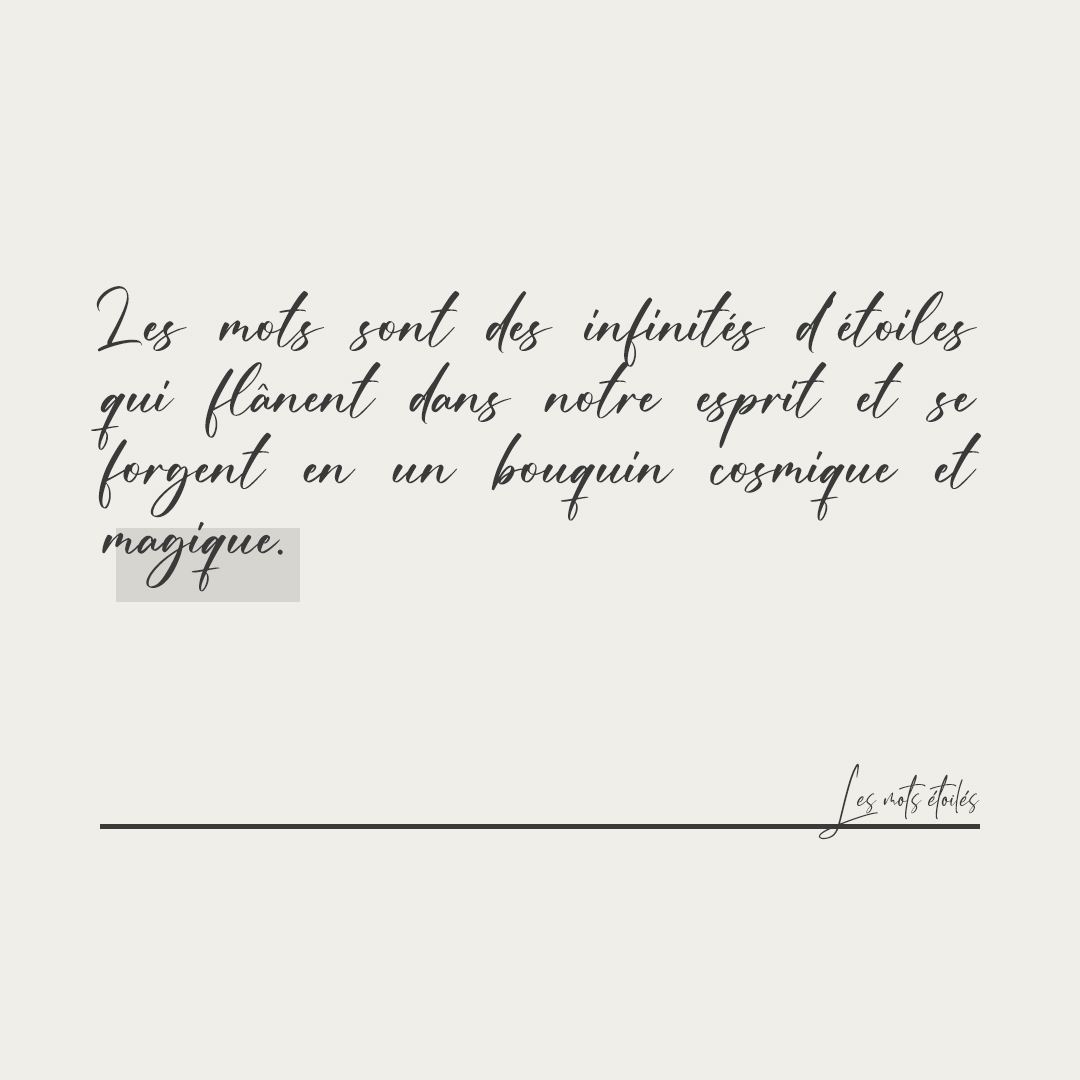 Les mots sont des infinités d'étoiles
qui flânent dans notre esprit et se
forgent en un bouquin cosmique et
magique.
Les mots étoilés